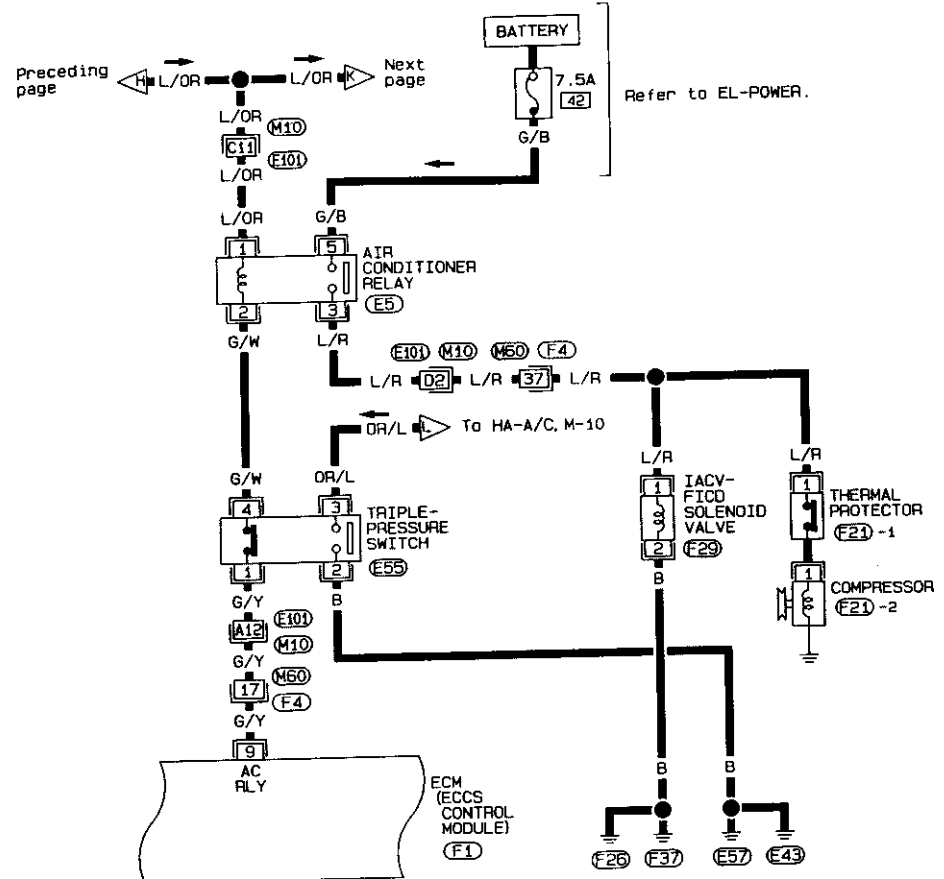 BATTERY
Preceding page
H
L/OR
L/OR
K
Next page
7.5A
42
Refer to EL-POWER.
L/OR
M10
C11
E101
L/OR
G/B
L/OR
G/B
1
5
AIR CONDITIONER RELAY
E5
2
3
G/W
L/R
E101
M10
M60
F4
L/R
D2
L/R
37
L/R
OR/L
L
To HA-A/C, M-10
G/W
OR/L
L/R
L/R
4
3
TRIPLE-PRESSURE SWITCH
E55
1
2
1
IACV-FICD SOLENOID VALVE
F29
2
1
THERMAL PROTECTOR
F21 -1
G/Y
B
B
1
COMPRESSOR
F21 -2
A12
E101
M10
G/Y
M60
17
F4
G/Y
9
AC RLY
ECM (ECCS CONTROL MODULE)
F1
B
B
F26
F37
E57
E43